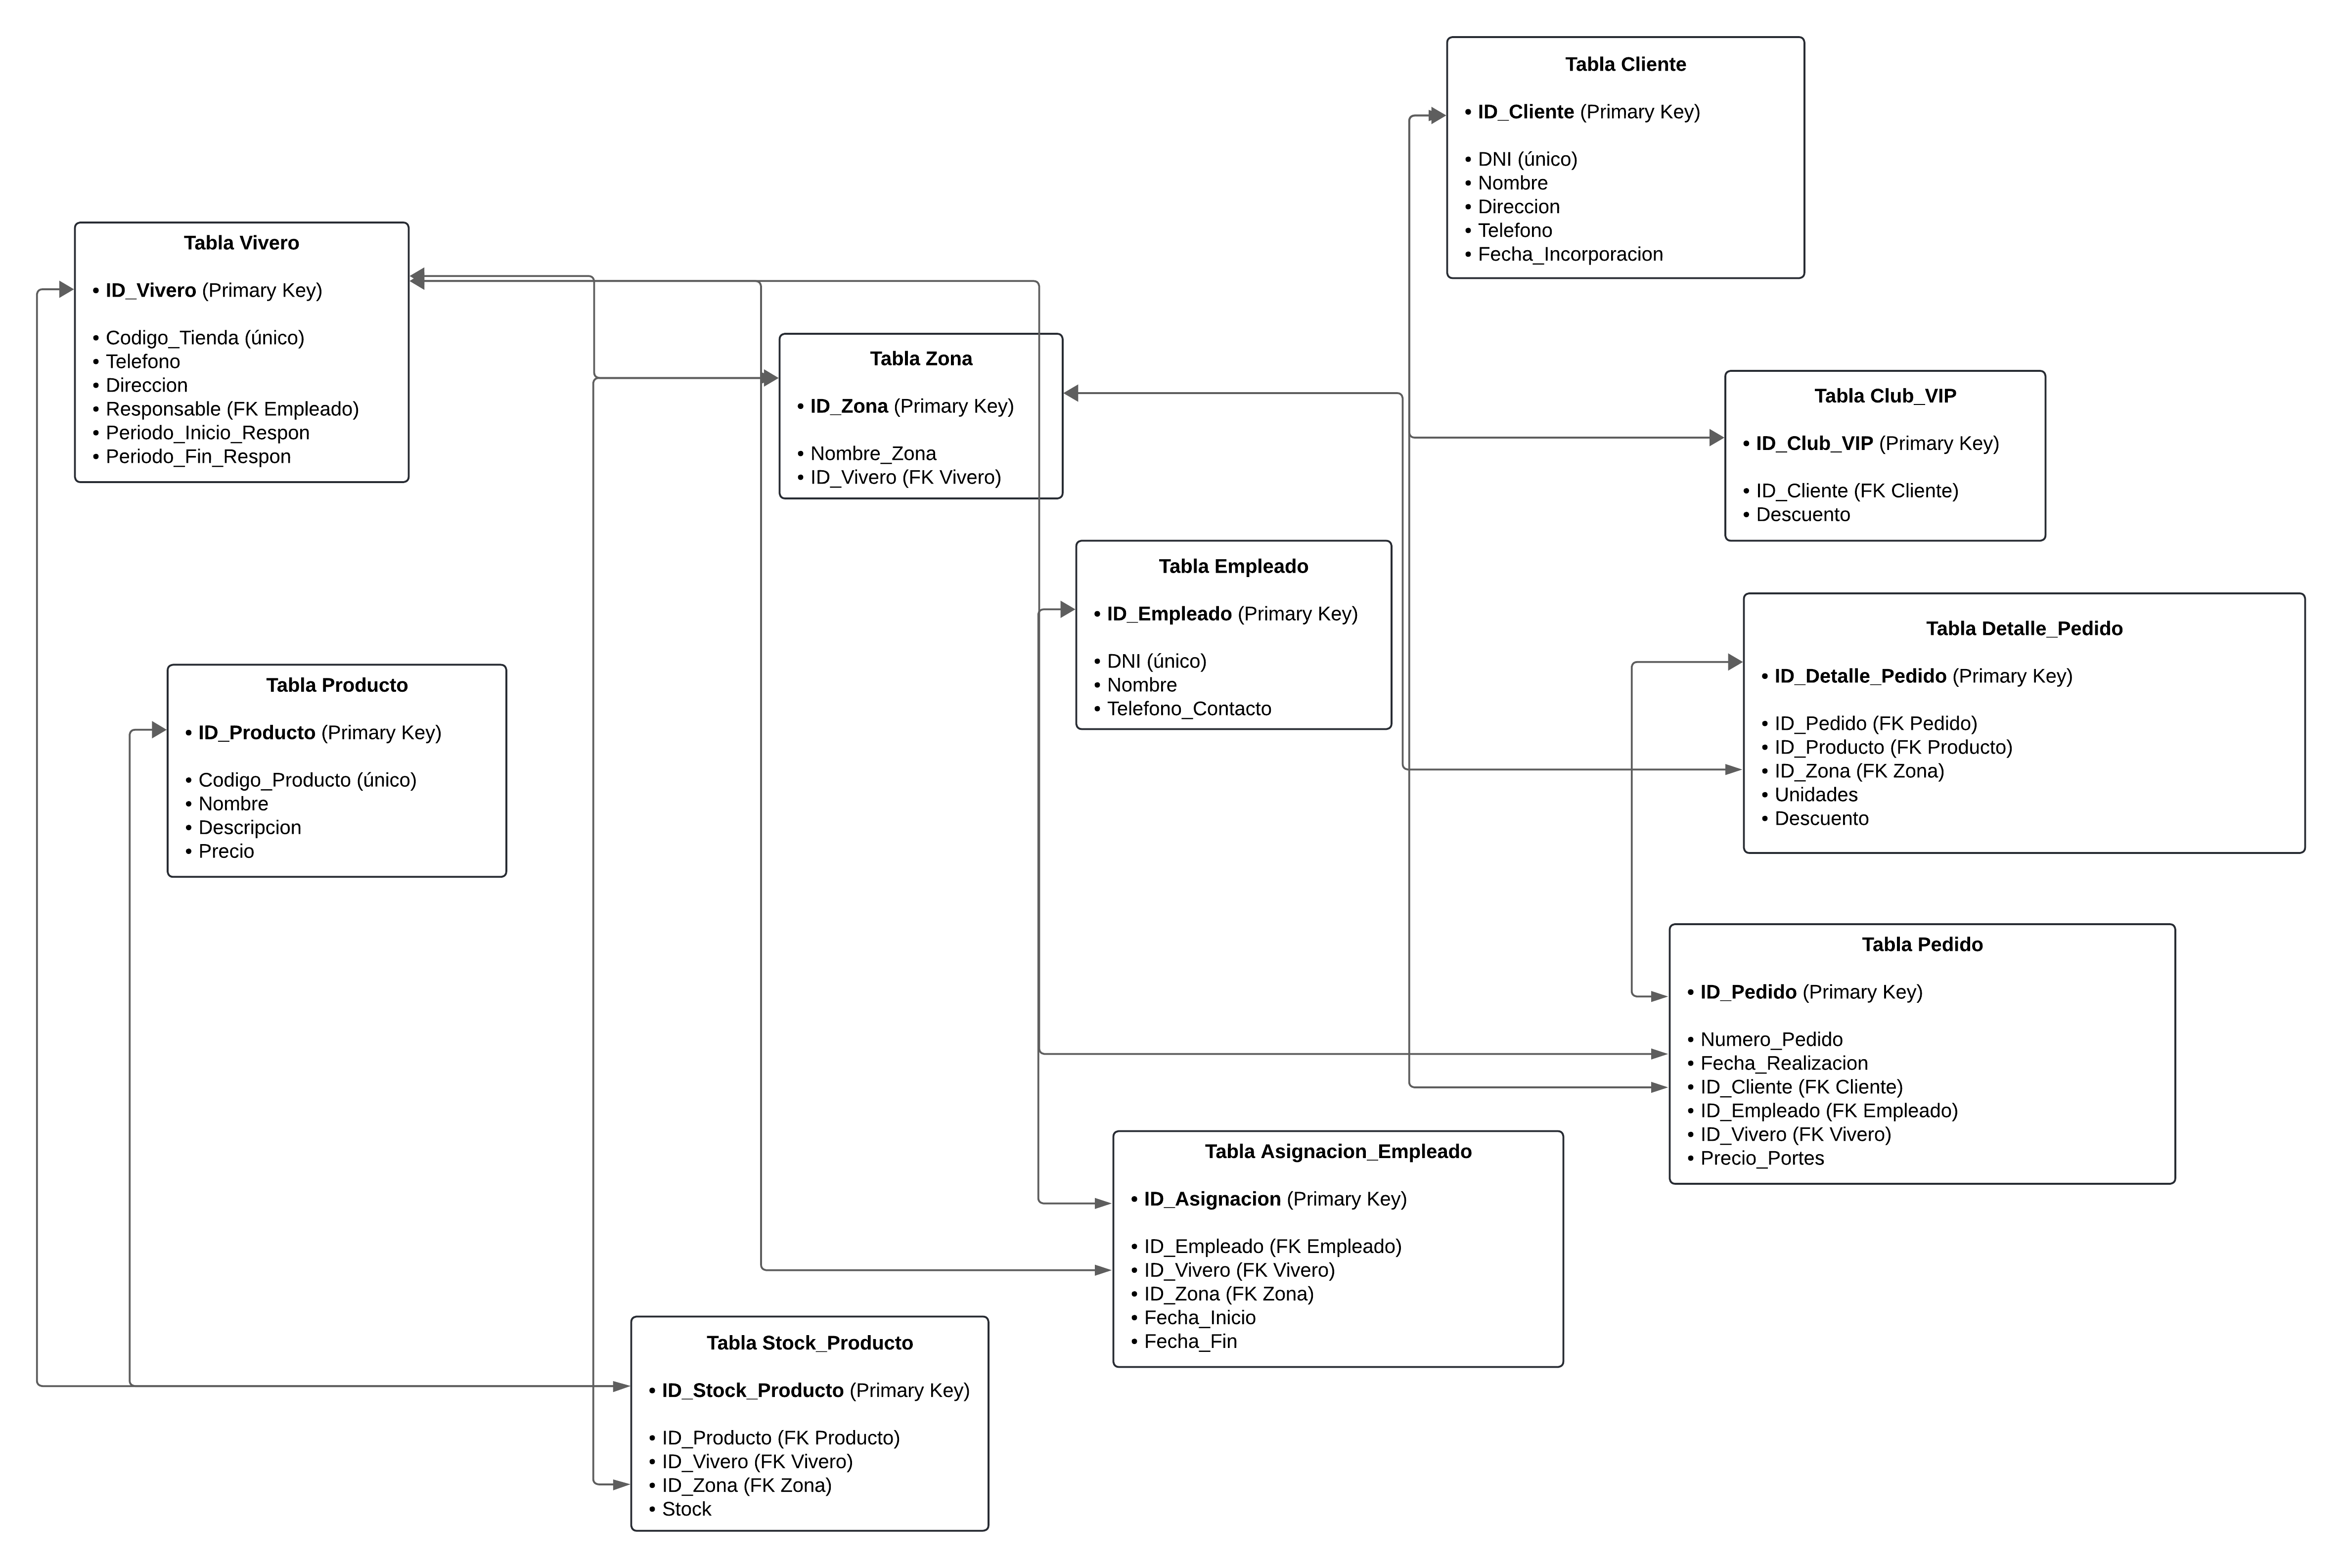 Tabla Cliente
• ID_Cliente (Primary Key)
• DNI (único)
• Nombre
• Direccion
• Telefono
• Fecha_Incorporacion
Tabla Vivero
• ID_Vivero (Primary Key)
• Codigo_Tienda (único)
• Telefono
• Direccion
• Responsable (FK Empleado)
• Periodo_Inicio_Respon
• Periodo_Fin_Respon
Tabla Zona
• ID_Zona (Primary Key)
• Nombre_Zona
• ID_Vivero (FK Vivero)
Tabla Club_VIP
• ID_Club_VIP (Primary Key)
• ID_Cliente (FK Cliente)
• Descuento
Tabla Empleado
• ID_Empleado (Primary Key)
• DNI (único)
• Nombre
• Telefono_Contacto
Tabla Detalle_Pedido
• ID_Detalle_Pedido (Primary Key)
• ID_Pedido (FK Pedido)
• ID_Producto (FK Producto)
• ID_Zona (FK Zona)
• Unidades
• Descuento
Tabla Producto
• ID_Producto (Primary Key)
• Codigo_Producto (único)
• Nombre
• Descripcion
• Precio
Tabla Pedido
• ID_Pedido (Primary Key)
• Numero_Pedido
• Fecha_Realizacion
• ID_Cliente (FK Cliente)
• ID_Empleado (FK Empleado)
• ID_Vivero (FK Vivero)
• Precio_Portes
Tabla Asignacion_Empleado
• ID_Asignacion (Primary Key)
• ID_Empleado (FK Empleado)
• ID_Vivero (FK Vivero)
• ID_Zona (FK Zona)
• Fecha_Inicio
• Fecha_Fin
Tabla Stock_Producto
• ID_Stock_Producto (Primary Key)
• ID_Producto (FK Producto)
• ID_Vivero (FK Vivero)
• ID_Zona (FK Zona)
• Stock